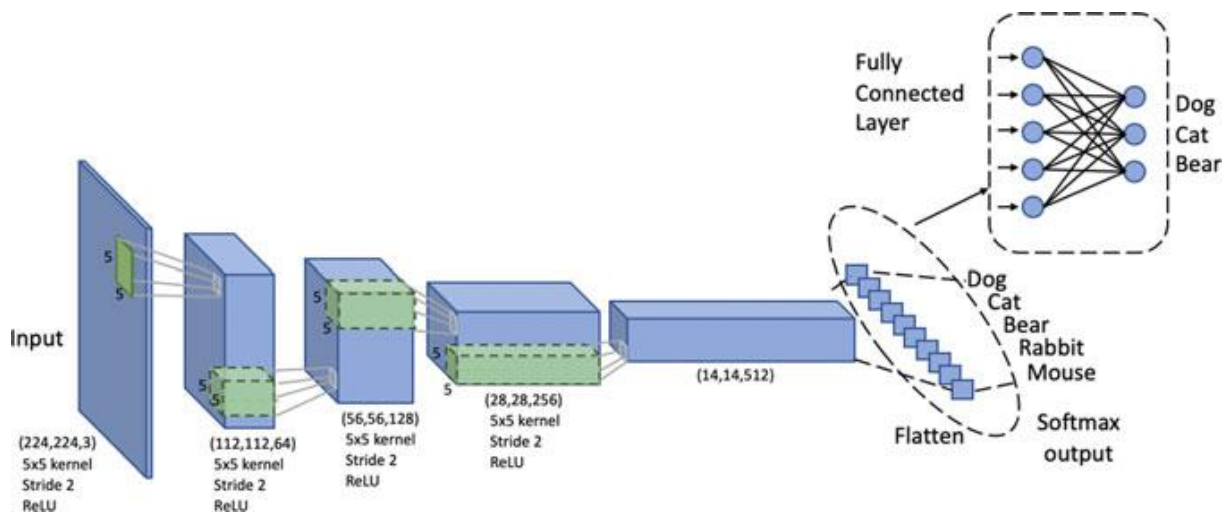 Input
5
5
(224,224,3)
5x5 kernel
Stride 2
ReLU
5
5
(112,112,64)
5x5 kernel
Stride 2
ReLU
5
5
(56,56,128)
5x5 kernel
Stride 2
ReLU
5
5
(28,28,256)
5x5 kernel
Stride 2
ReLU
(14,14,512)
Flatten
Dog
Cat
Bear
Rabbit
Mouse
Softmax
output
Fully
Connected
Layer
Dog
Cat
Bear